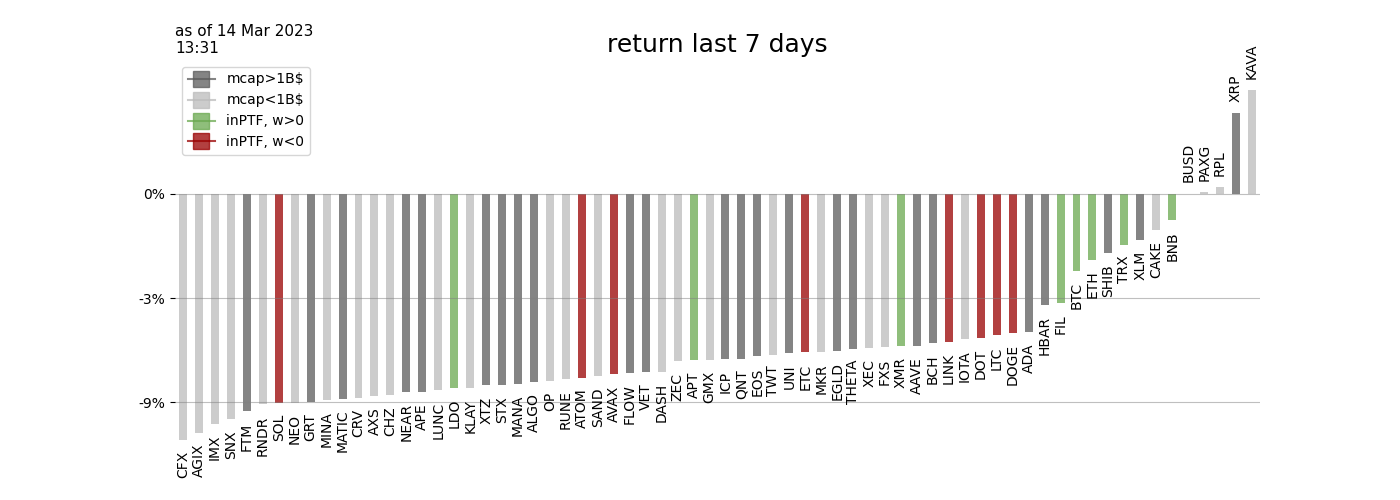 as of 14 Mar 2023
13:31
return last 7 days
mcap>1B$
mcap<1B$
inPTF, w>0
inPTF, w<0
0%
-3%
-9%
CFX
AGIX
IMX
SNX
FTM
RNDR
SOL
NEO
GRT
MINA
MATIC
CRV
AXS
CHZ
NEAR
APE
LUNC
LDO
KLAY
XTZ
STX
MANA
ALGO
OP
RUNE
ATOM
SAND
AVAX
FLOW
VET
DASH
ZEC
APT
GMX
ICP
QNT
EOS
TWT
UNI
ETC
MKR
EGLD
THETA
XEC
FXS
XMR
AAVE
BCH
LINK
IOTA
DOT
LTC
DOGE
ADA
HBAR
FIL
BTC
ETH
SHIB
TRX
XLM
CAKE
BNB
BUSD
PAXG
RPL
XRP
KAVA